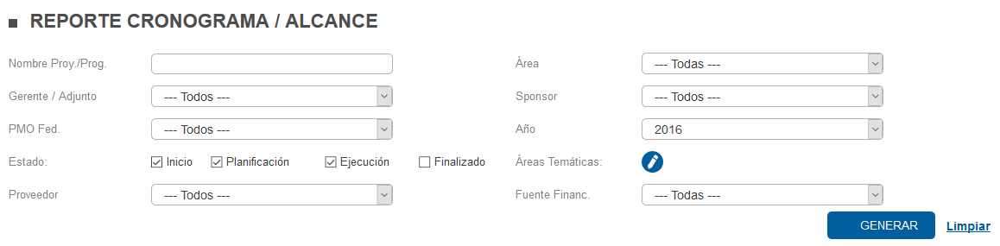 REPORTE CRONOGRAMA / ALCANCE
Nombre Proy./Prog. Área --- Todas ---
Gerente / Adjunto --- Todos --- Sponsor --- Todos ---
PMO Fed. --- Todos --- Año 2016
Estado: Inicio Planificación Ejecución Finalizado Áreas Temáticas:
Proveedor --- Todos --- Fuente Financ. --- Todas ---
GENERAR Limpiar